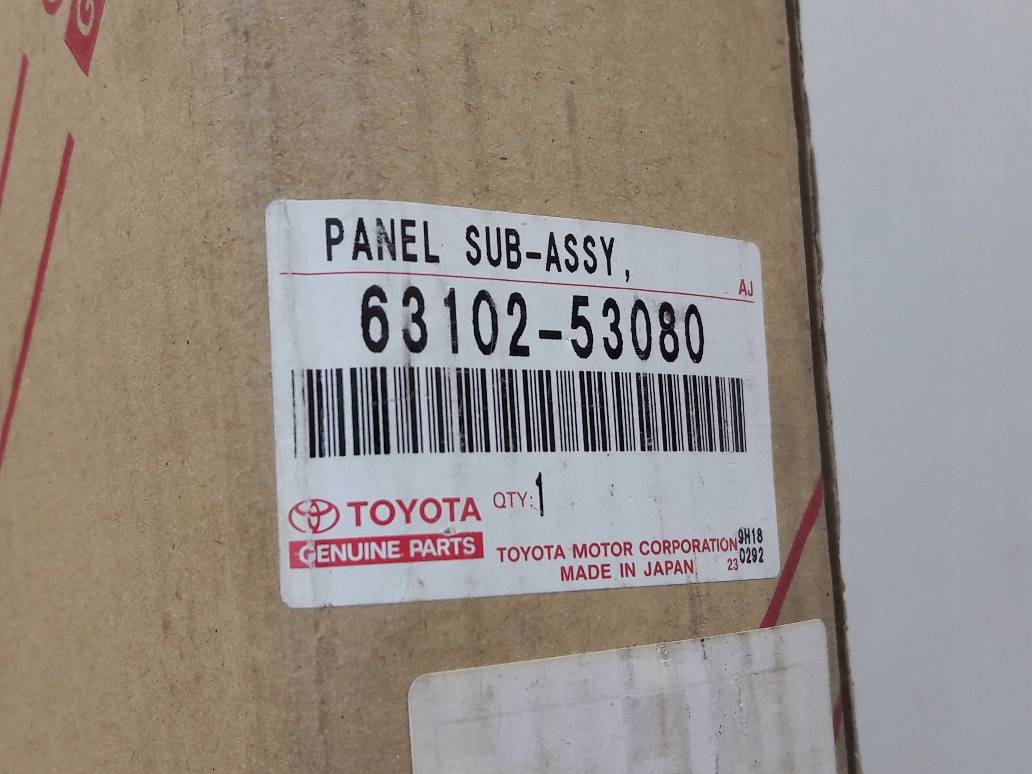 PANEL SUB-ASSY,
AJ
63102-53080
TOYOTA QTY:1
GENUINE PARTS
TOYOTA MOTOR CORPORATION 9H18
MADE IN JAPAN 23 0292